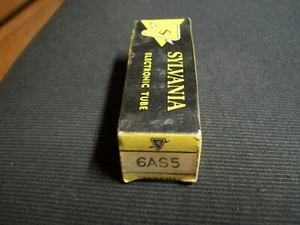 S
SYLVANIA
ELECTRONIC TUBE
6AS5